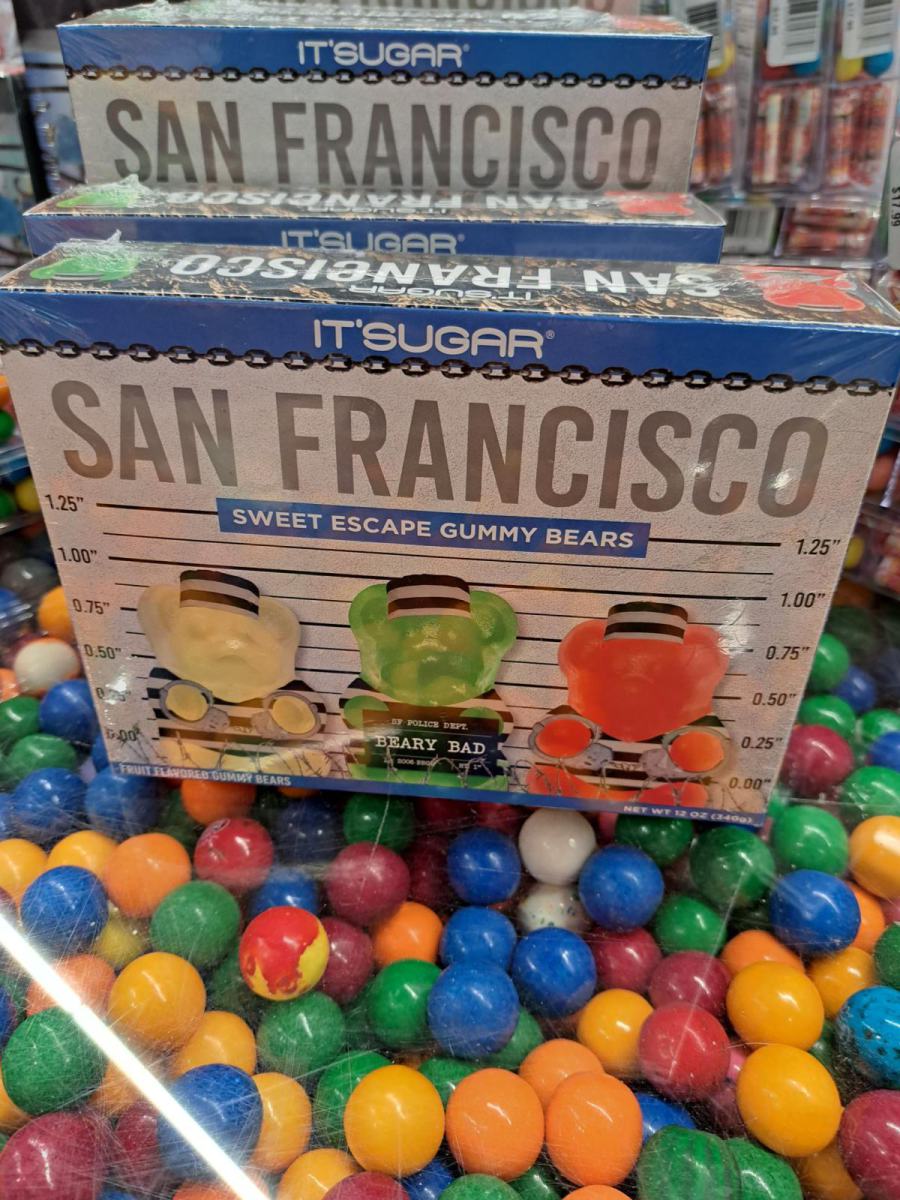 IT'SUGAR®
SAN FRANCISCO
SAN FRANCISCO
IT'SUGAR®
SAN FRANCISCO
IT'SUGAR
IT'SUGAR®
SAN FRANCISCO
1.25" 1.25"
SWEET ESCAPE GUMMY BEARS
1.00" 1.00"
0.75" 0.75"
0.50" 0.50"
0.25"
0.00"
SF POLICE DEPT.
BEARY BAD
FRUIT FLAVORED GUMMY BEARS
NET WT 12 OZ (340g)